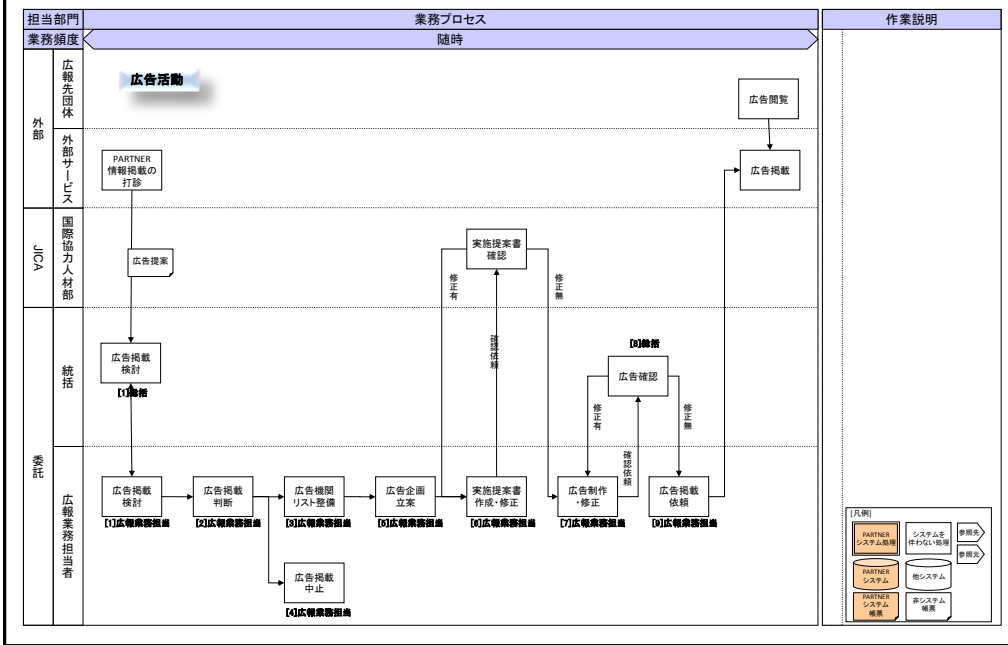 担当部門
業務プロセス
作業説明
業務頻度
随時
外部
広報先団体
広告活動
広告閲覧
外部サービス
PARTNER
情報掲載の
打診
広告掲載
JICA
国際協力人材部
広告提案
実施提案書
確認
修正有
修正無
委託
統括
広告掲載
検討
[1]総括
確認依頼
[8]総括
広告確認
修正有
修正無
確認依頼
広報業務担当者
広告掲載
検討
[1]広報業務担当
広告掲載
判断
[2]広報業務担当
広告機関
リスト整備
[3]広報業務担当
広告企画
立案
[5]広報業務担当
実施提案書
作成・修正
[6]広報業務担当
広告制作
・修正
[7]広報業務担当
広告掲載
依頼
[9]広報業務担当
広告掲載
中止
[4]広報業務担当
[凡例]
PARTNER
システム処理
システムを
伴わない処理
参照先
参照元
PARTNER
システム
他システム
PARTNER
システム
帳票
非システム
帳票